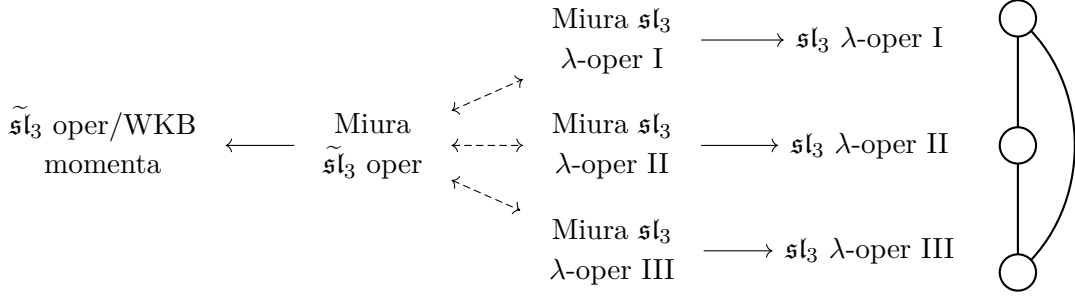 Miura 𝔰𝔩₃
λ-oper I
𝔰𝔩₃ λ-oper I
𝔰𝔩̃₃ oper/WKB
momenta
Miura
𝔰𝔩̃₃ oper
Miura 𝔰𝔩₃
λ-oper II
𝔰𝔩₃ λ-oper II
Miura 𝔰𝔩₃
λ-oper III
𝔰𝔩₃ λ-oper III